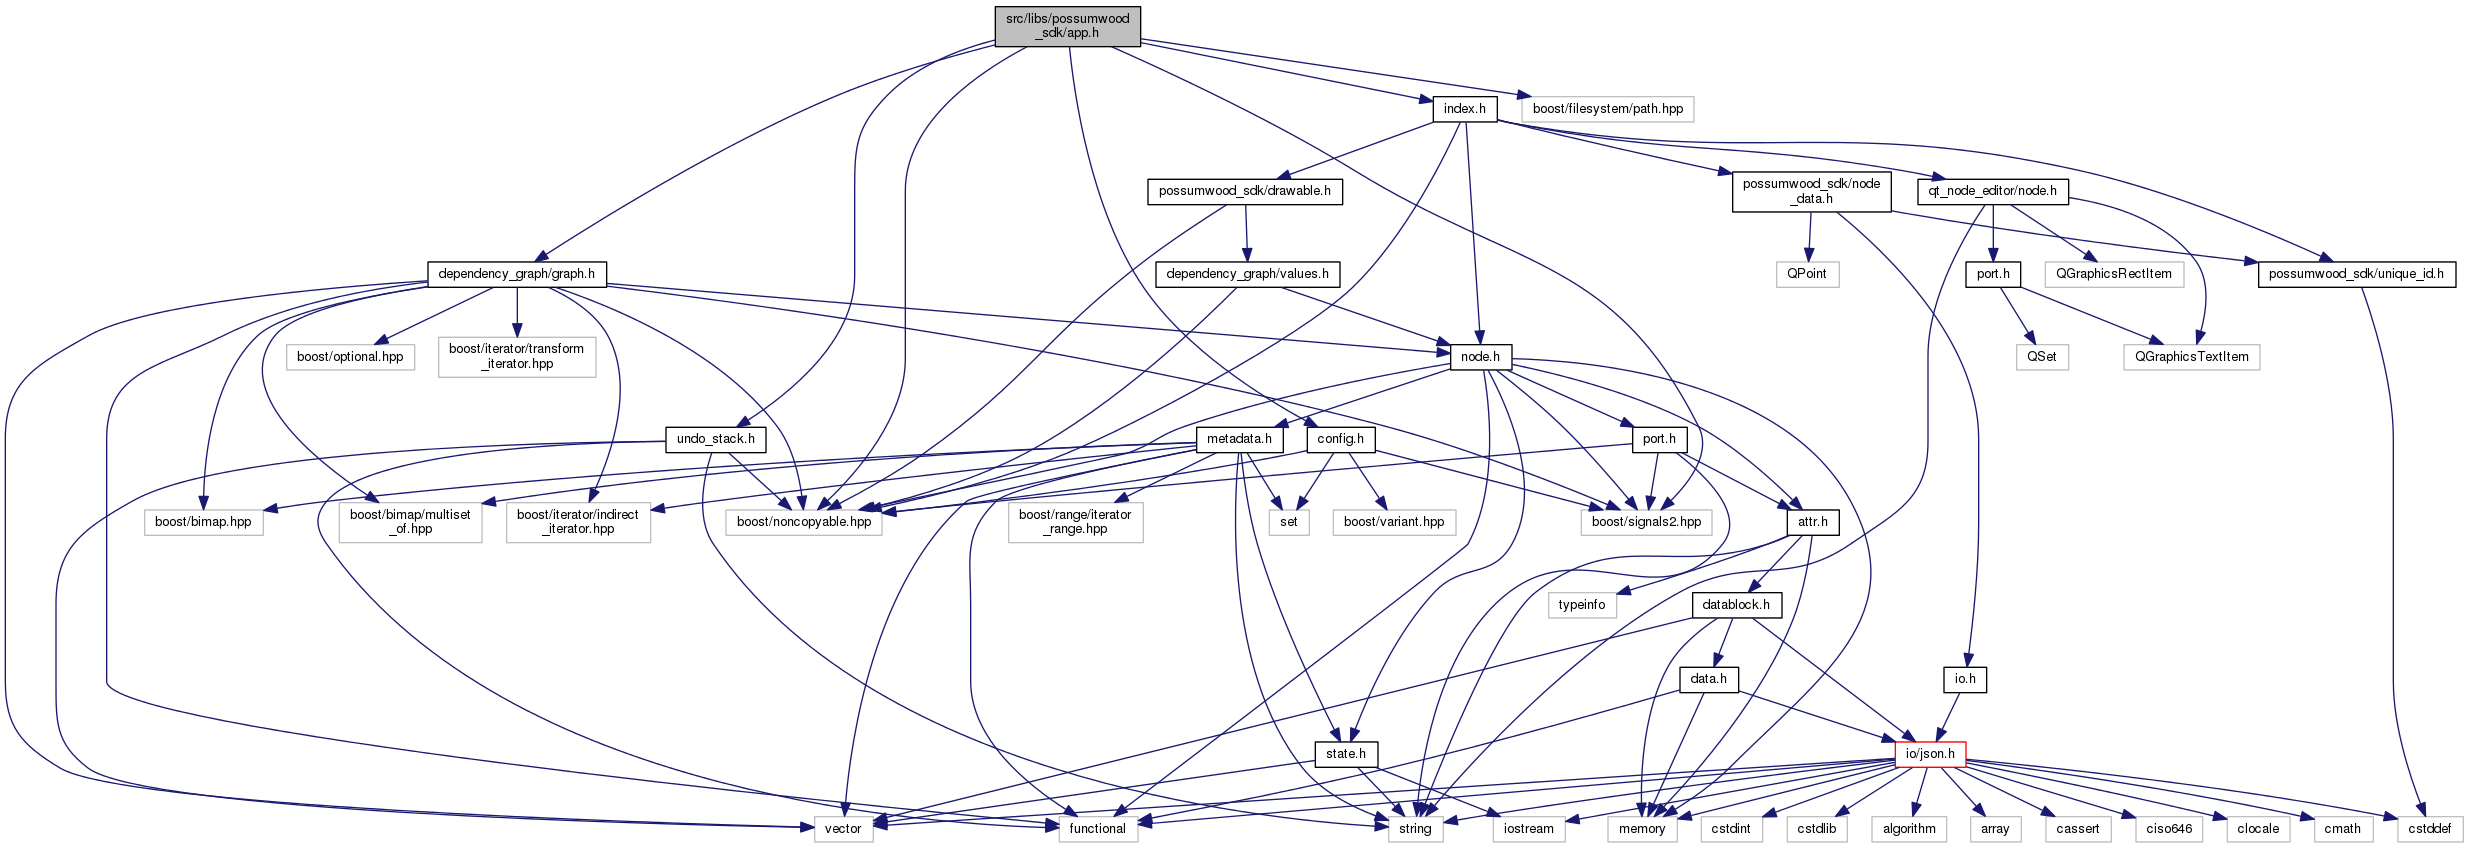 src/libs/possumwood
_sdk/app.h
index.h
boost/filesystem/path.hpp
possumwood_sdk/drawable.h
possumwood_sdk/node
_data.h
qt_node_editor/node.h
dependency_graph/graph.h
dependency_graph/values.h
QPoint
port.h
QGraphicsRectItem
possumwood_sdk/unique_id.h
boost/optional.hpp
boost/iterator/transform
_iterator.hpp
node.h
QSet
QGraphicsTextItem
undo_stack.h
metadata.h
config.h
port.h
boost/bimap.hpp
boost/bimap/multiset
_of.hpp
boost/iterator/indirect
_iterator.hpp
boost/noncopyable.hpp
boost/range/iterator
_range.hpp
set
boost/variant.hpp
boost/signals2.hpp
attr.h
typeinfo
datablock.h
data.h
io.h
state.h
io/json.h
vector
functional
string
iostream
memory
cstdint
cstdlib
algorithm
array
cassert
ciso646
clocale
cmath
cstddef